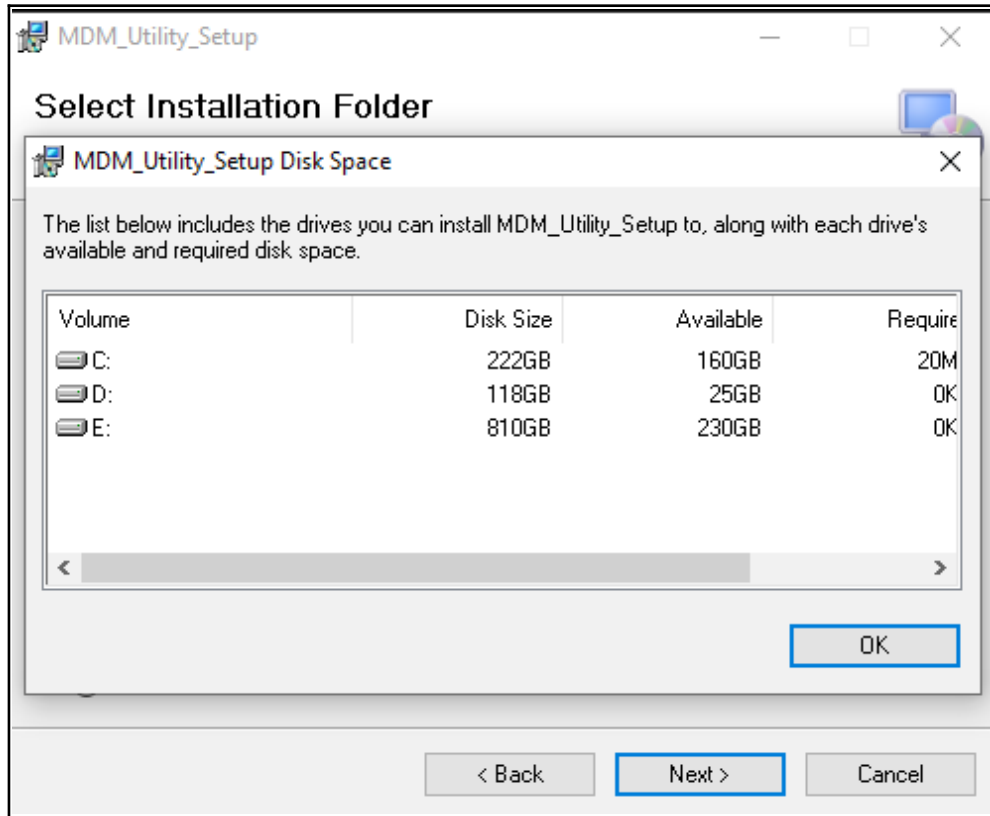 MDM_Utility_Setup
Select Installation Folder
MDM_Utility_Setup Disk Space
The list below includes the drives you can install MDM_Utility_Setup to, along with each drive's
available and required disk space.
Volume Disk Size Available Require
C: 222GB 160GB 20M
D: 118GB 25GB 0K
E: 810GB 230GB 0K
OK
< Back Next > Cancel